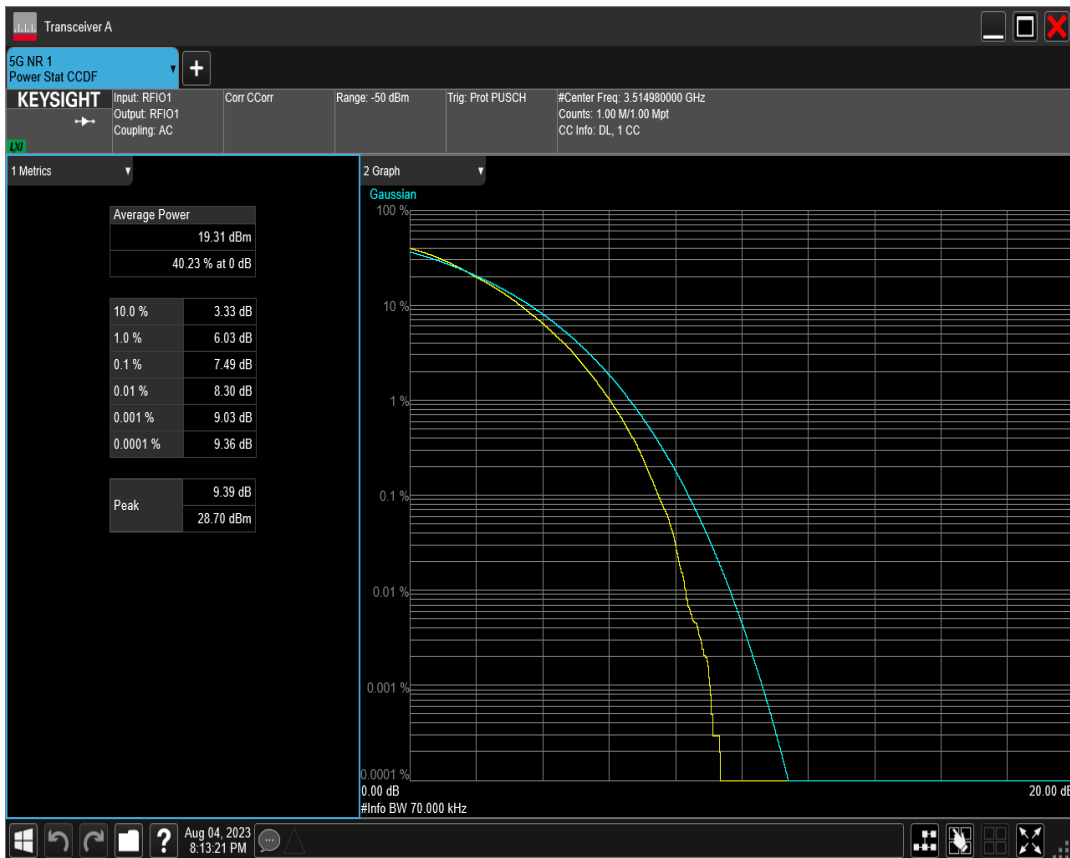 Transceiver A
5G NR 1
Power Stat CCDF
+
KEYSIGHT
LXI
Input: RFIO1
Output: RFIO1
Coupling: AC
Corr CCorr
Range: -50 dBm
Trig: Prot PUSCH
#Center Freq: 3.514980000 GHz
Counts: 1.00 M/1.00 Mpt
CC Info: DL, 1 CC
1 Metrics
Average Power
19.31 dBm
40.23 % at 0 dB
10.0 % 3.33 dB
1.0 % 6.03 dB
0.1 % 7.49 dB
0.01 % 8.30 dB
0.001 % 9.03 dB
0.0001 % 9.36 dB
Peak 9.39 dB
28.70 dBm
2 Graph
Gaussian
100 %
10 %
1 %
0.1 %
0.01 %
0.001 %
0.0001 %
0.00 dB 20.00 dB
#Info BW 70.000 kHz
?
Aug 04, 2023
8:13:21 PM